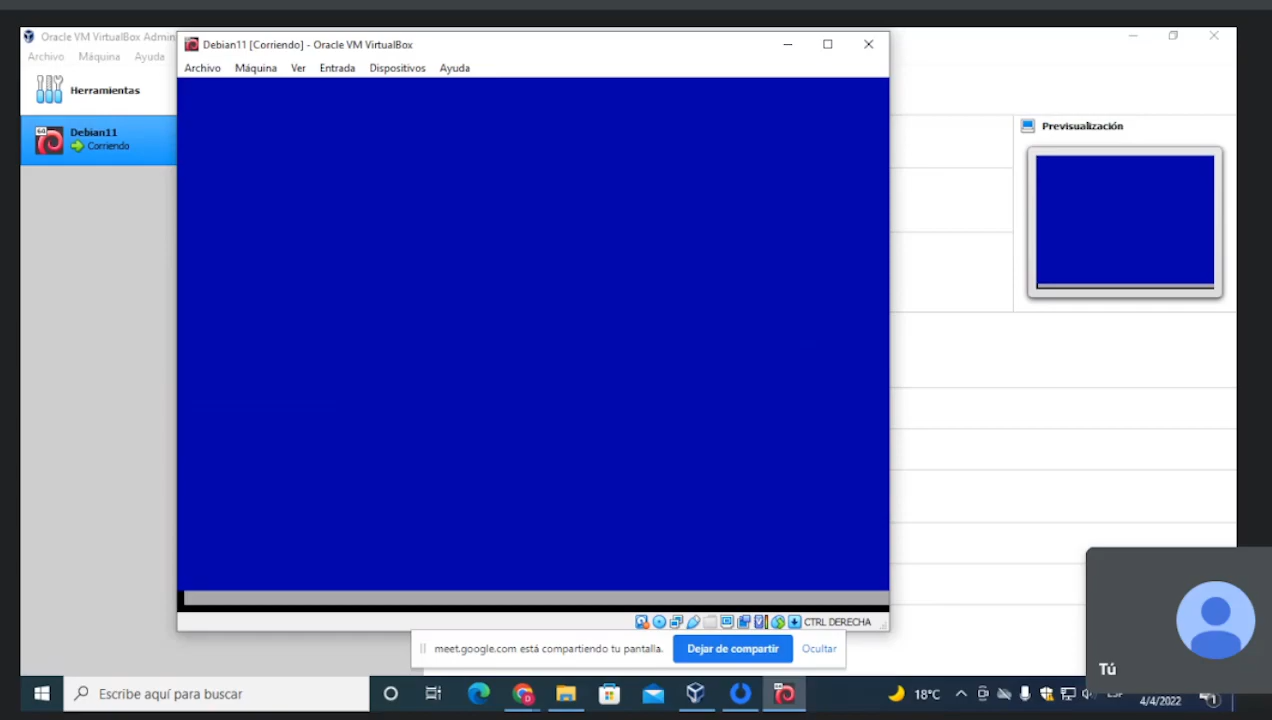 Oracle VM VirtualBox Admin
Archivo Máquina Ayuda
Herramientas
64
Debian11
Corriendo
Debian11 [Corriendo] - Oracle VM VirtualBox
Archivo Máquina Ver Entrada Dispositivos Ayuda
Previsualización
CTRL DERECHA
meet.google.com está compartiendo tu pantalla.
Dejar de compartir
Ocultar
Tú
Escribe aquí para buscar
18°C
4/4/2022
1